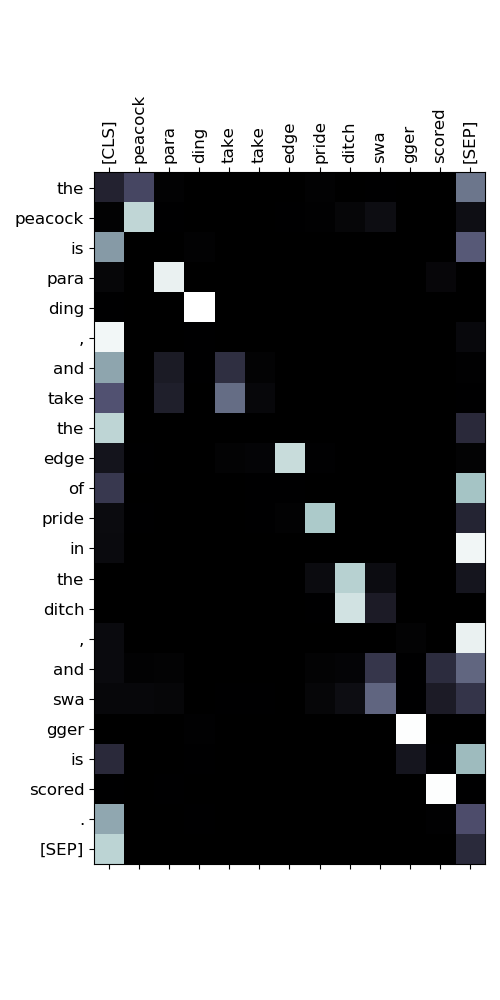 [CLS] peacock para ding take take edge pride ditch swa gger scored [SEP]
the
peacock
is
para
ding
,
and
take
the
edge
of
pride
in
the
ditch
,
and
swa
gger
is
scored
.
[SEP]